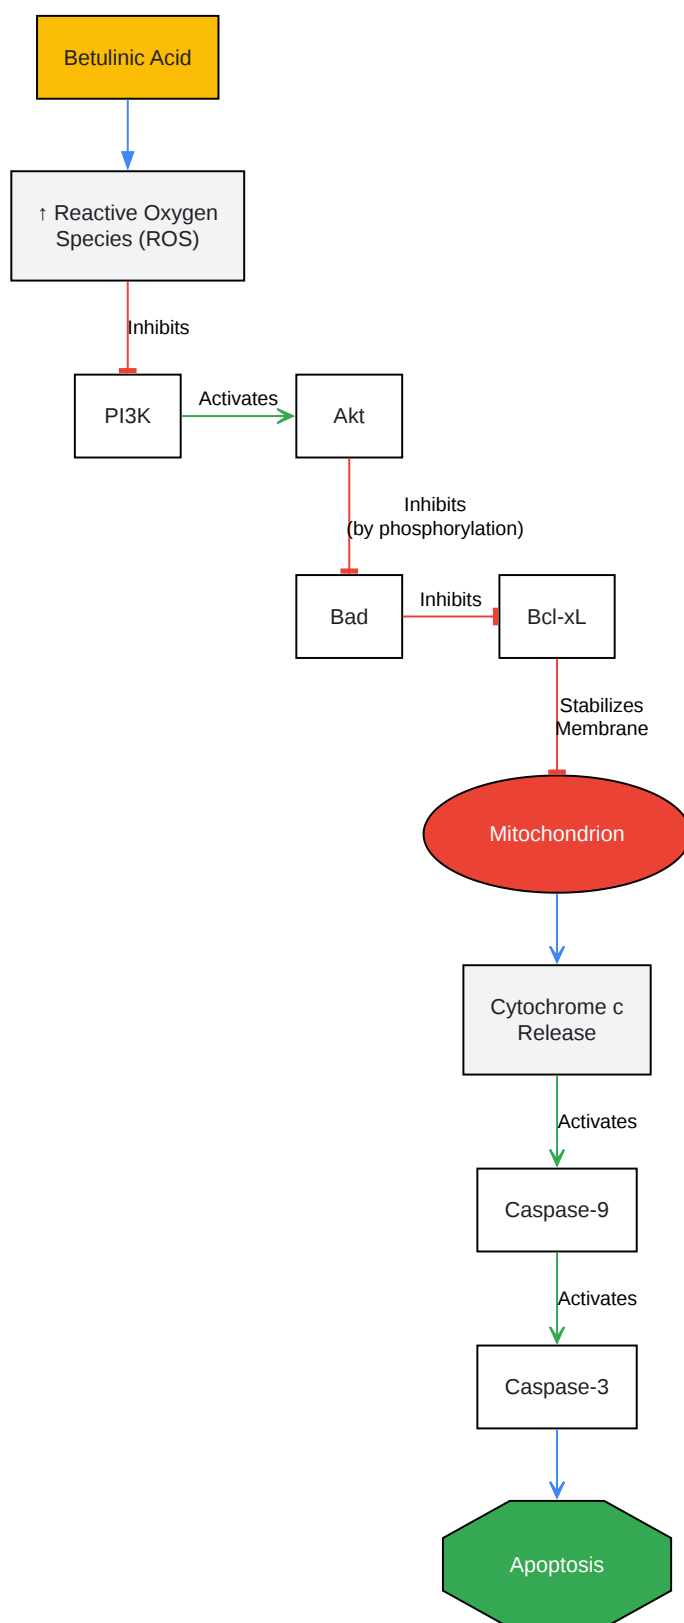 Betulinic Acid
↑ Reactive Oxygen
Species (ROS)
Inhibits
PI3K
Activates
Akt
Inhibits
(by phosphorylation)
Bad
Inhibits
Bcl-xL
Stabilizes
Membrane
Mitochondrion
Cytochrome c
Release
Activates
Caspase-9
Activates
Caspase-3
Apoptosis